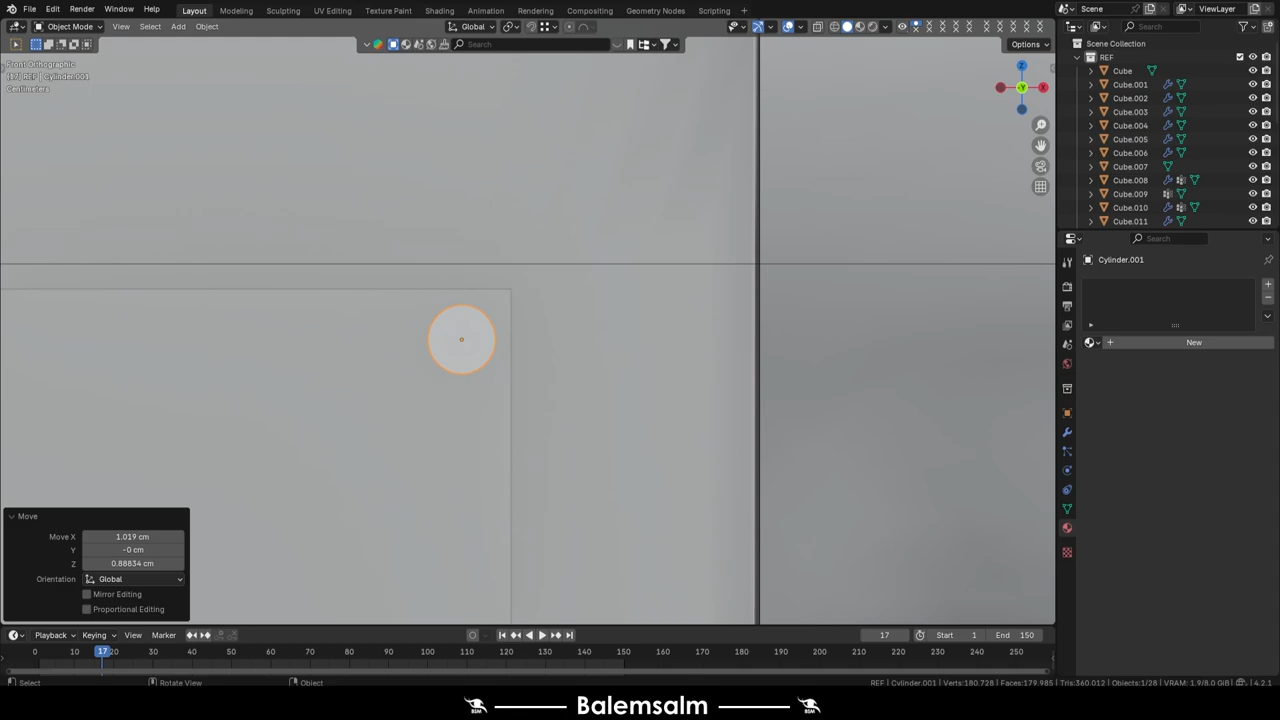 File Edit Render Window Help Layout Modeling Sculpting UV Editing Texture Paint Shading Animation Rendering Compositing Geometry Nodes Scripting Scene ViewLayer
Object Mode View Select Add Object Global Search
Search Options
Front Orthographic
(17) REF | Cylinder.001
Centimeters
Z
Y
X
Scene Collection
REF
Cube
Cube.001
Cube.002
Cube.003
Cube.004
Cube.005
Cube.006
Cube.007
Cube.008
Cube.009
Cube.010
Cube.011
Search
Cylinder.001
New
Move
Move X 1.019 cm
Y -0 cm
Z 0.88834 cm
Orientation Global
Mirror Editing
Proportional Editing
Playback Keying View Marker 17 Start 1 End 150
0 10 17 20 30 40 50 60 70 80 90 100 110 120 130 140 150 160 170 180 190 200 210 220 230 240 250
Select Rotate View Object REF | Cylinder.001 | Verts:180.728 | Faces:179.985 | Tris:360.012 | Objects:1/28 | VRAM: 1.9/8.0 GiB 4.2.1
BSM Balemsalm BSM